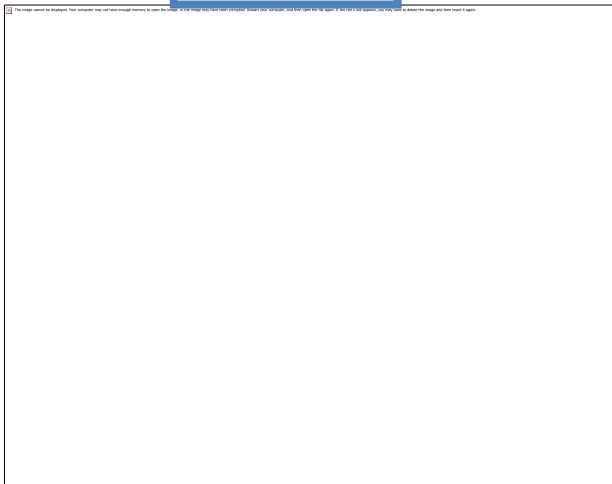 The image cannot be displayed. Your computer may not have enough memory to open the image, or the image may have been corrupted. Restart your computer, and then open the file again. If the red x still appears, you may have to delete the image and then insert it again.